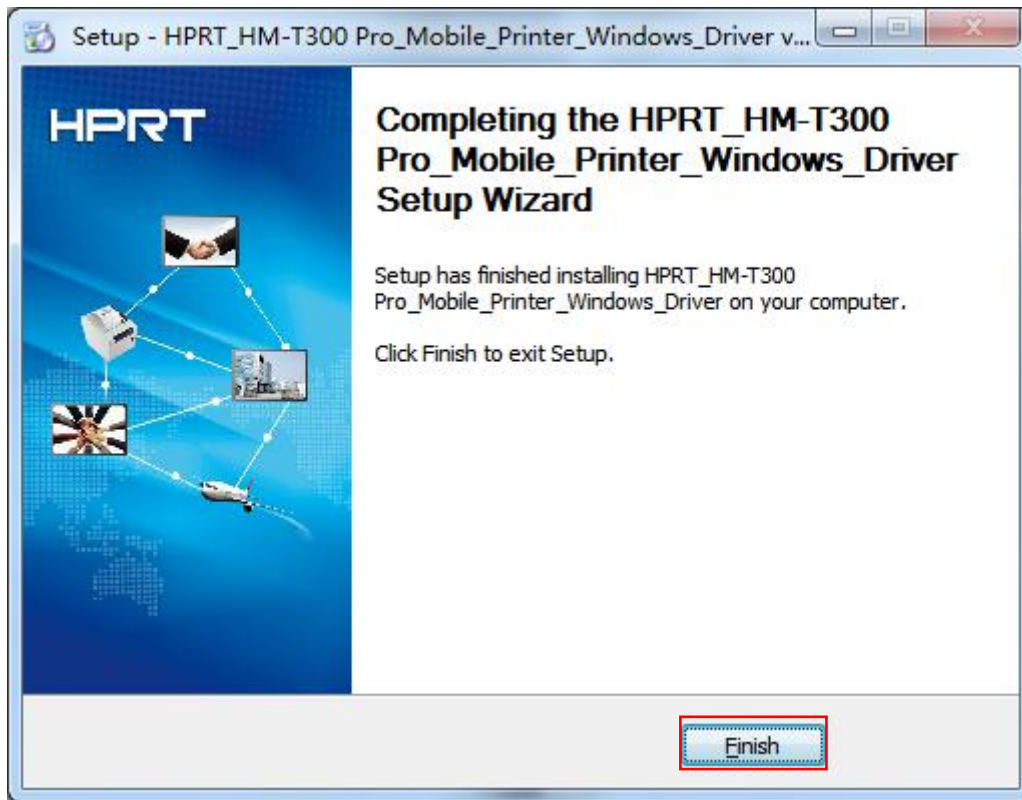 Setup - HPRT_HM-T300 Pro_Mobile_Printer_Windows_Driver v...
HPRT
Completing the HPRT_HM-T300
Pro_Mobile_Printer_Windows_Driver
Setup Wizard
Setup has finished installing HPRT_HM-T300
Pro_Mobile_Printer_Windows_Driver on your computer.
Click Finish to exit Setup.
Finish